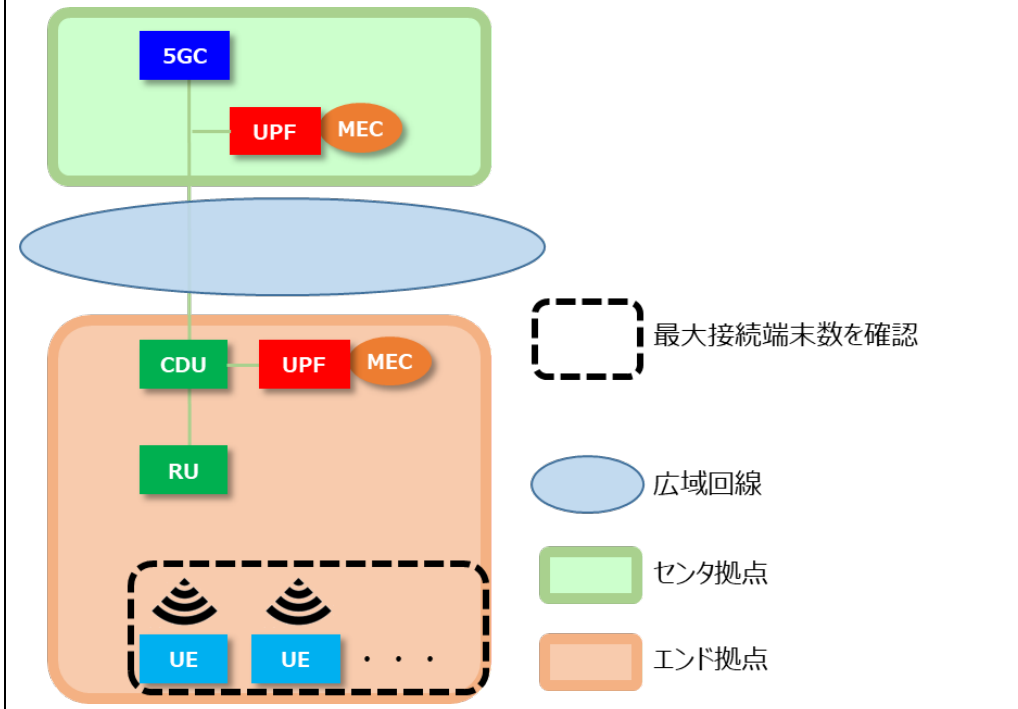 5GC
UPF
MEC
CDU
UPF
MEC
RU
UE
UE
・・・
最大接続端末数を確認
広域回線
センタ拠点
エンド拠点